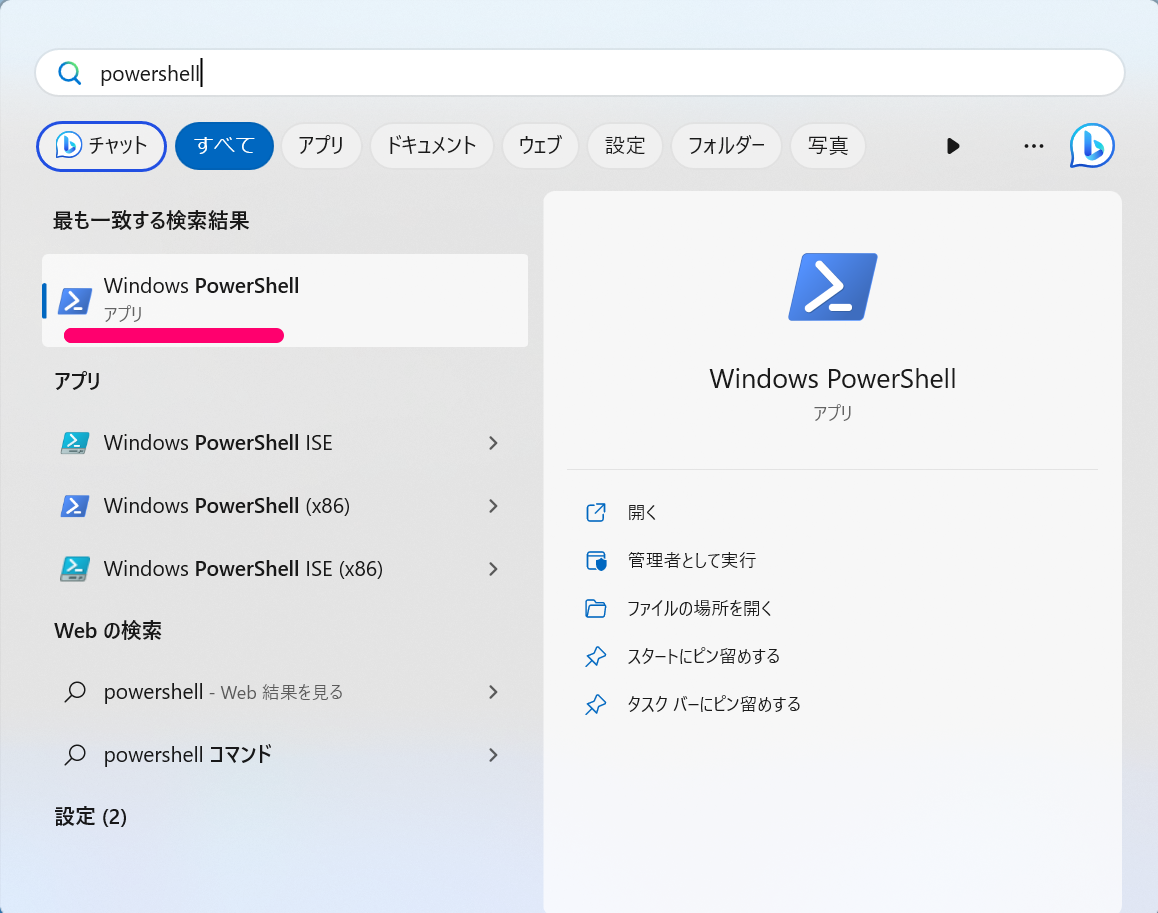 powershell
チャット すべて アプリ ドキュメント ウェブ 設定 フォルダー 写真
最も一致する検索結果
Windows PowerShell
アプリ
アプリ
Windows PowerShell ISE
Windows PowerShell (x86)
Windows PowerShell ISE (x86)
Web の検索
powershell - Web 結果を見る
powershell コマンド
設定 (2)
Windows PowerShell
アプリ
開く
管理者として実行
ファイルの場所を開く
スタートにピン留めする
タスク バーにピン留めする